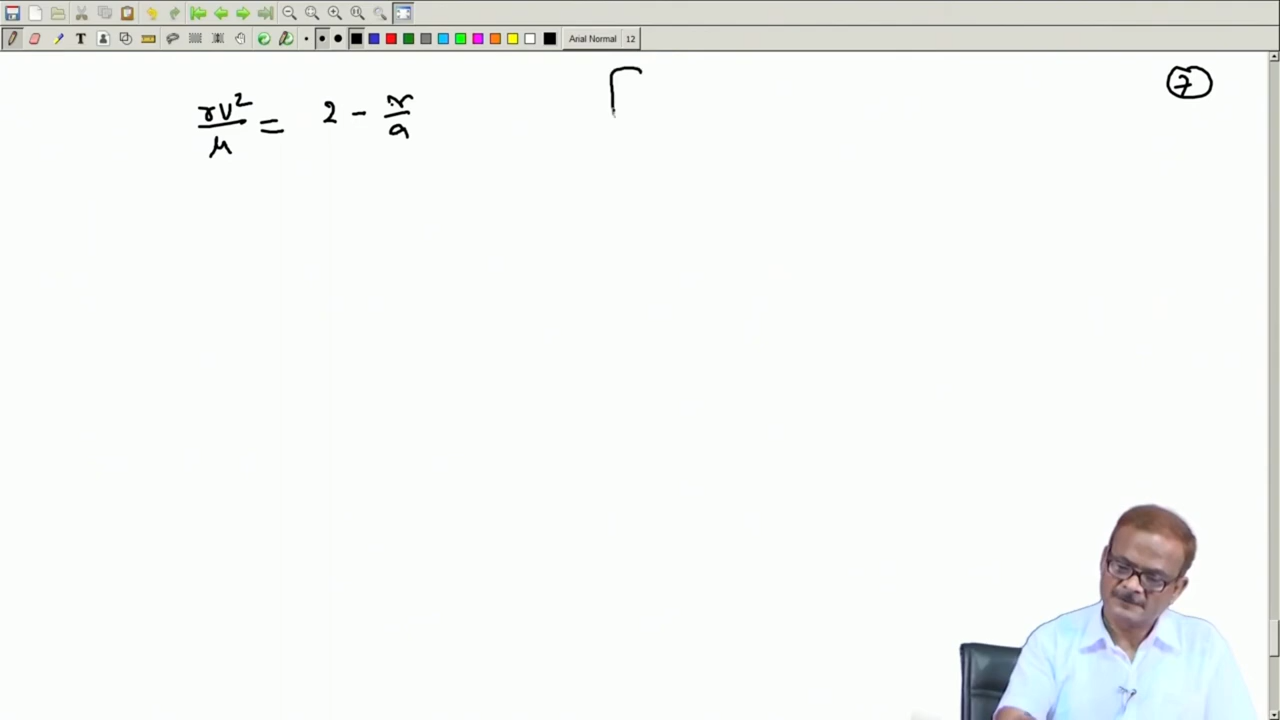 Arial Normal 12
7
rv²/μ = 2 - r/a